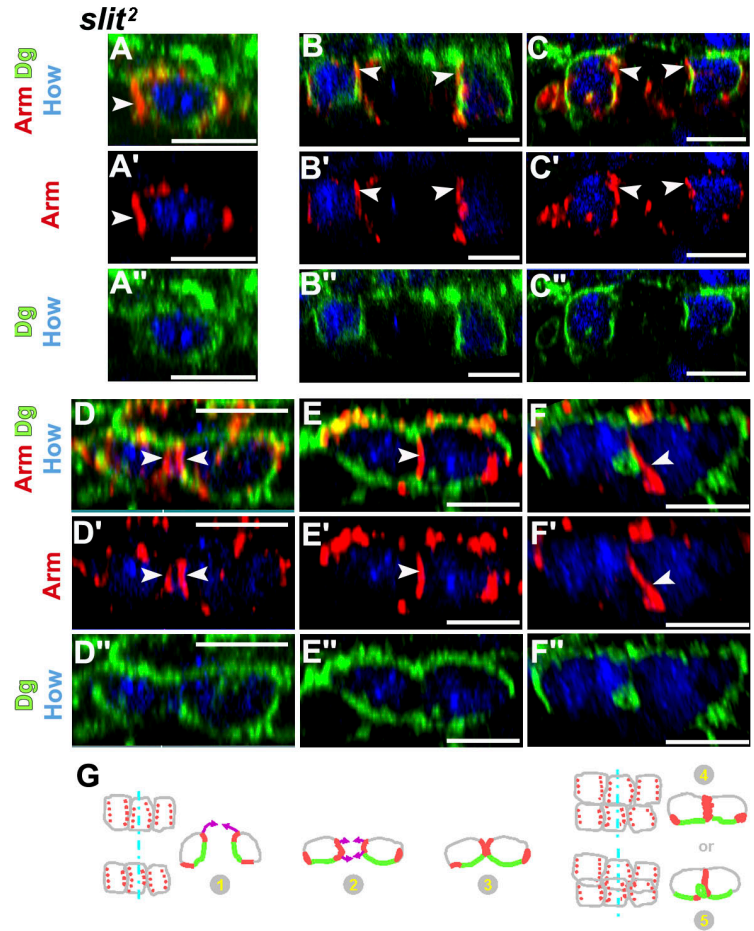 slit²
Arm Dg How
A
B
C
Arm
A'
B'
C'
Dg How
A"
B"
C"
Arm Dg How
D
E
F
Arm
D'
E'
F'
Dg How
D"
E"
F"
G
1
2
3
4
or
5